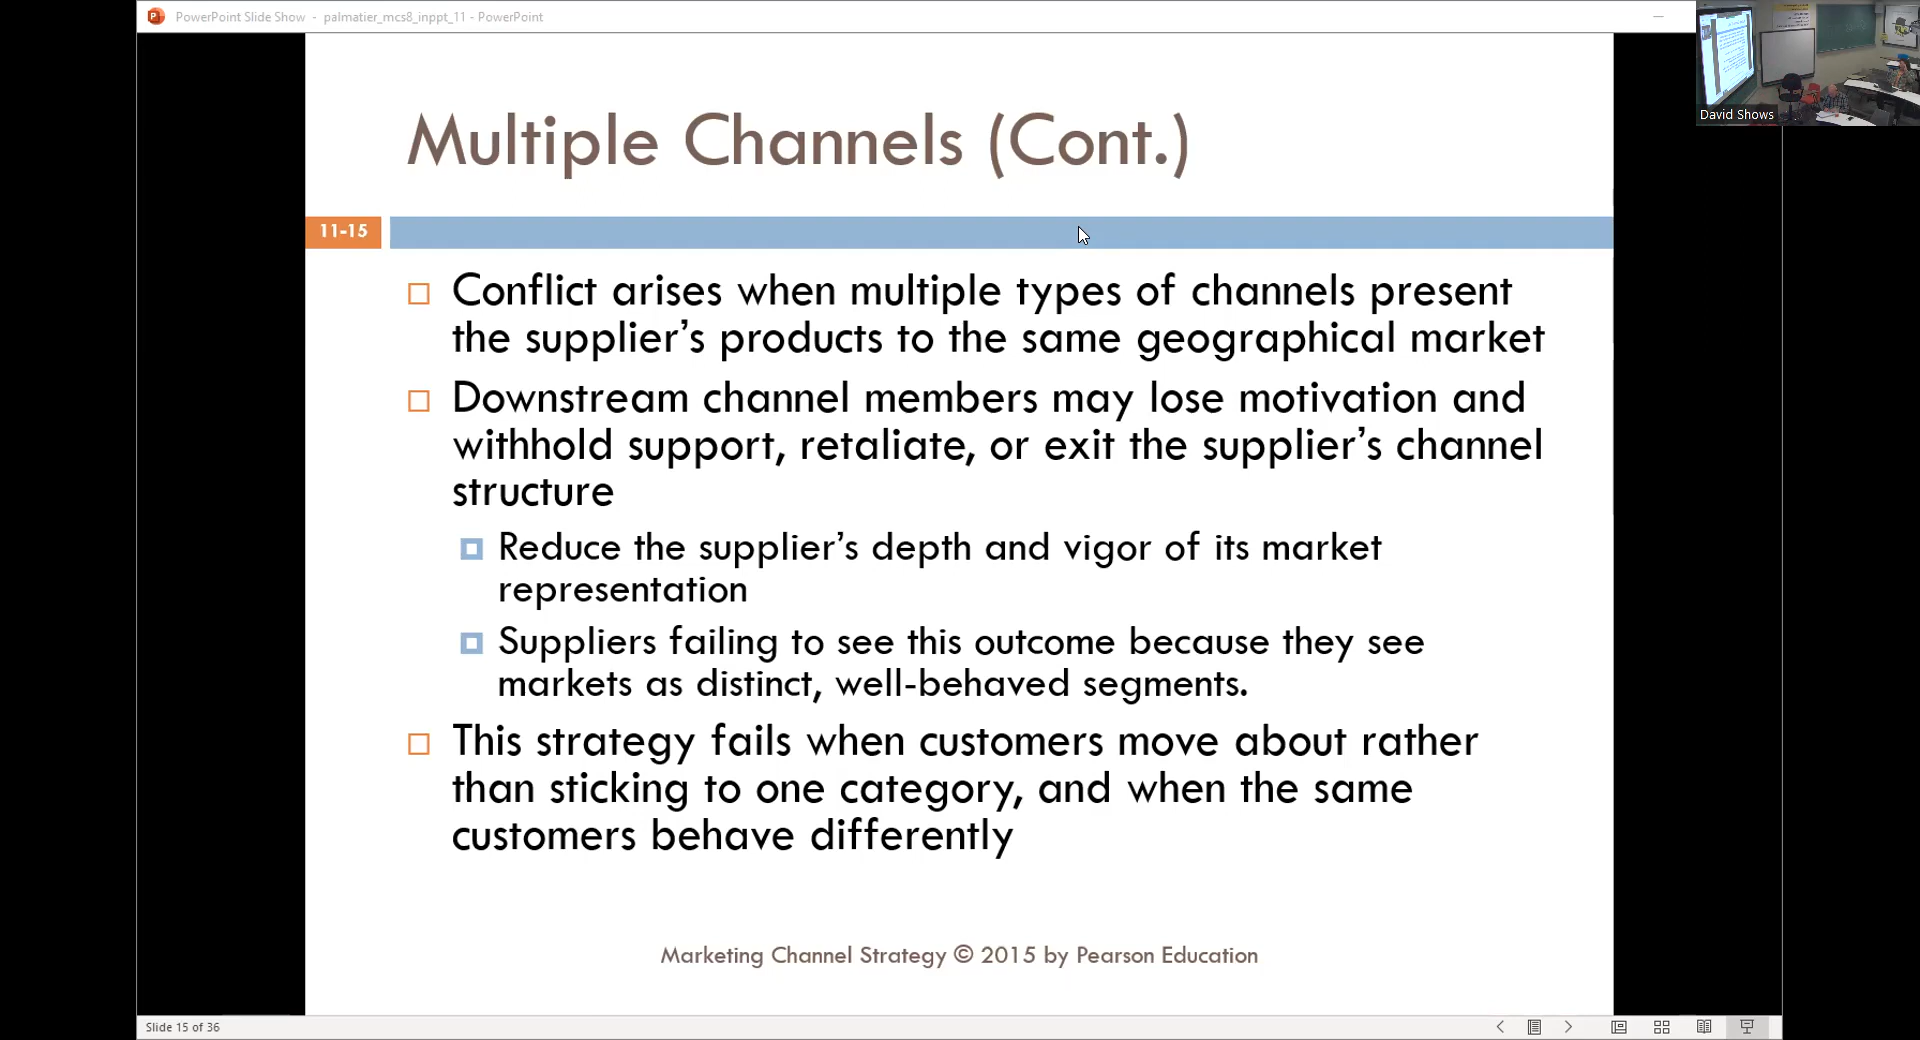 PowerPoint Slide Show - palmatier_mcs8_inppt_11 - PowerPoint
David Shows
Multiple Channels (Cont.)
11-15
Conflict arises when multiple types of channels present
the supplier’s products to the same geographical market
Downstream channel members may lose motivation and
withhold support, retaliate, or exit the supplier’s channel
structure
Reduce the supplier’s depth and vigor of its market
representation
Suppliers failing to see this outcome because they see
markets as distinct, well-behaved segments.
This strategy fails when customers move about rather
than sticking to one category, and when the same
customers behave differently
Marketing Channel Strategy © 2015 by Pearson Education
Slide 15 of 36